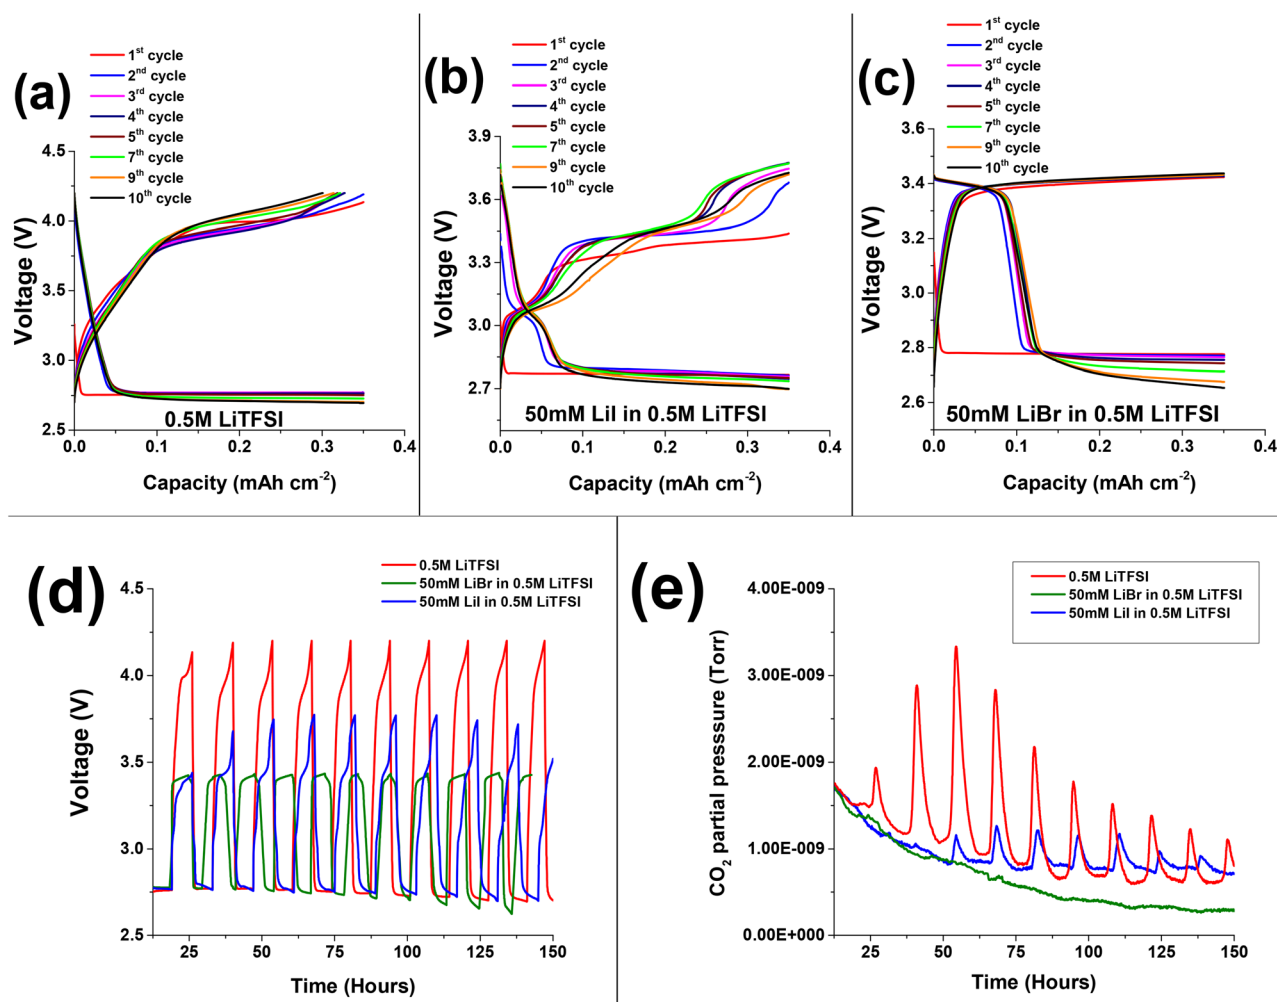 (a)
1st cycle
2nd cycle
3rd cycle
4th cycle
5th cycle
7th cycle
9th cycle
10th cycle
4.5
4.0
3.5
3.0
2.5
Voltage (V)
0.5M LiTFSI
0.0 0.1 0.2 0.3 0.4
Capacity (mAh cm-2)
(b)
1st cycle
2nd cycle
3rd cycle
4th cycle
5th cycle
7th cycle
9th cycle
10th cycle
3.9
3.6
3.3
3.0
2.7
Voltage (V)
50mM LiI in 0.5M LiTFSI
0.0 0.1 0.2 0.3 0.4
Capacity (mAh cm-2)
(c)
1st cycle
2nd cycle
3rd cycle
4th cycle
5th cycle
7th cycle
9th cycle
10th cycle
3.6
3.4
3.2
3.0
2.8
2.6
Voltage (V)
50mM LiBr in 0.5M LiTFSI
0.0 0.1 0.2 0.3 0.4
Capacity (mAh cm-2)
(d)
0.5M LiTFSI
50mM LiBr in 0.5M LiTFSI
50mM LiI in 0.5M LiTFSI
4.5
4.0
3.5
3.0
2.5
Voltage (V)
25 50 75 100 125 150
Time (Hours)
(e)
0.5M LiTFSI
50mM LiBr in 0.5M LiTFSI
50mM LiI in 0.5M LiTFSI
4.00E-009
3.00E-009
2.00E-009
1.00E-009
0.00E+000
CO2 partial presssure (Torr)
25 50 75 100 125 150
Time (Hours)